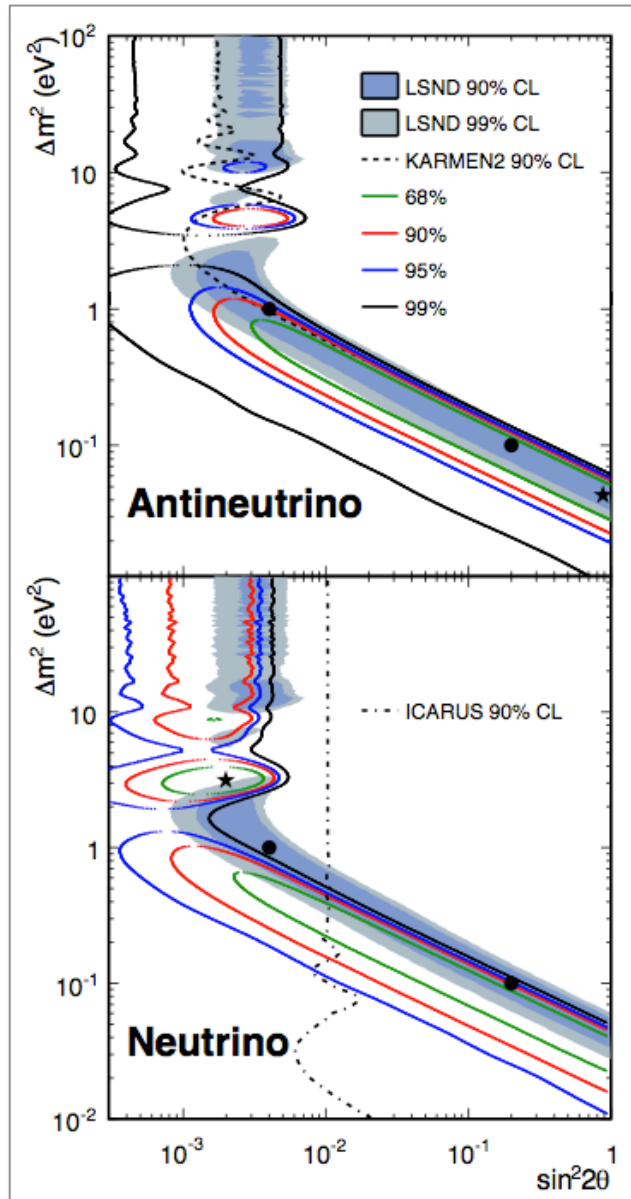 Δm² (eV²)
10²
10
1
10⁻¹
LSND 90% CL
LSND 99% CL
KARMEN2 90% CL
68%
90%
95%
99%
Antineutrino
Δm² (eV²)
10
1
10⁻¹
10⁻²
ICARUS 90% CL
Neutrino
10⁻³
10⁻²
10⁻¹
1
sin²2θ